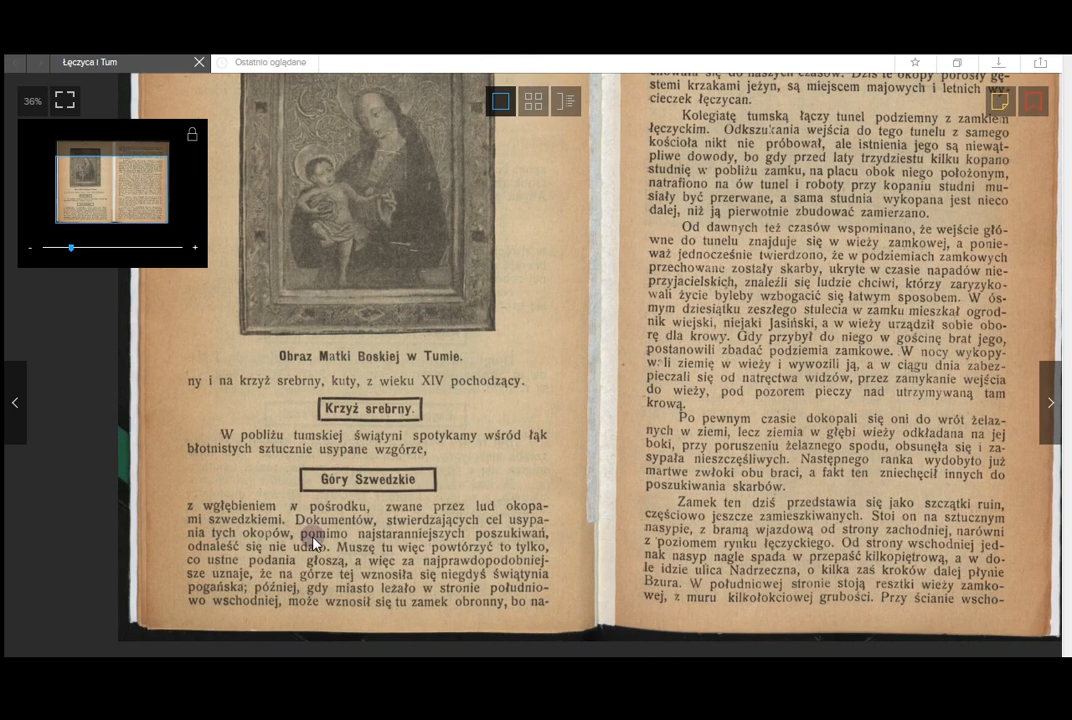 Łęczyca i Tum
Ostatnio oglądane
36%
- +
Obraz Matki Boskiej w Tumie.
ny i na krzyż srebrny, kuty, z wieku XIV pochodzący.
Krzyż srebrny.
W pobliżu tumskiej świątyni spotykamy wśród łąk
błotnistych sztucznie usypane wzgórze,
Góry Szwedzkie
z wgłębieniem w pośrodku, zwane przez lud okopa-
mi szwedzkiemi. Dokumentów, stwierdzających cel usypa-
nia tych okopów, pomimo najstaranniejszych poszukiwań,
odnaleść się nie udało. Muszę tu więc powtórzyć to tylko,
co ustne podania głoszą, a więc za najprawdopodobniej-
sze uznaje, że na górze tej wznosiła się niegdyś świątynia
pogańska; później, gdy miasto leżało w stronie południo-
wo wschodniej, może wznosił się tu zamek obronny, bo na-
chowała się do naszych czasów. Dziś te okopy porosły gę-
stemi krzakami jeżyn, są miejscem majowych i letnich wy-
cieczek łęczycan.
Kolegiatę tumską łączy tunel podziemny z zamkiem
łęczyckim. Odkszukania wejścia do tego tunelu z samego
kościoła nikt nie próbował, ale istnienia jego są niewąt-
pliwe dowody, bo gdy przed laty trzydziestu kilku kopano
studnię w pobliżu zamku, na placu obok niego położonym,
natrafiono na ów tunel i roboty przy kopaniu studni mu-
siały być przerwane, a sama studnia wykopana jest nieco
dalej, niż ją pierwotnie zbudować zamierzano.
Od dawnych też czasów wspominano, że wejście głó-
wne do tunelu znajduje się w wieży zamkowej, a ponie-
waż jednocześnie twierdzono, że w podziemiach zamkowych
przechowane zostały skarby, ukryte w czasie napadów nie-
przyjacielskich, znaleźli się ludzie chciwi, którzy zaryzyko-
wali życie byleby wzbogacić się łatwym sposobem. W ós-
mym dziesiątku zeszłego stulecia w zamku mieszkał ogrod-
nik wiejski, niejaki Jasiński, a w wieży urządził sobie obo-
rę dla krowy. Gdy przybył do niego w gościnę brat jego,
postanowili zbadać podziemia zamkowe. W nocy wykopy-
wali ziemię w wieży i wywozili ją, a w ciągu dnia zabez-
pieczali się od natręctwa widzów, przez zamykanie wejścia
do wieży, pod pozorem pieczy nad utrzymywaną tam
krową.
Po pewnym czasie dokopali się oni do wrót żelaz-
nych w ziemi, lecz ziemia w głębi wieży odkładana na jej
boki, przy poruszeniu żelaznego spodu, obsunęła się i za-
sypała nieszczęśliwych. Następnego ranka wydobyto już
martwe zwłoki obu braci, a fakt ten zniechęcił innych do
poszukiwania skarbów.
Zamek ten dziś przedstawia się jako szczątki ruin,
częściowo jeszcze zamieszkiwanych. Stoi on na sztucznym
nasypie, z bramą wjazdową od strony zachodniej, narówni
z poziomem rynku łęczyckiego. Od strony wschodniej jed-
nak nasyp nagle spada w przepaść kilkopiętrową, a w do-
le idzie ulica Nadrzeczna, o kilka zaś kroków dalej płynie
Bzura. W południowej stronie stoją resztki wieży zamko-
wej, z muru kilkołokciowej grubości. Przy ścianie wscho-